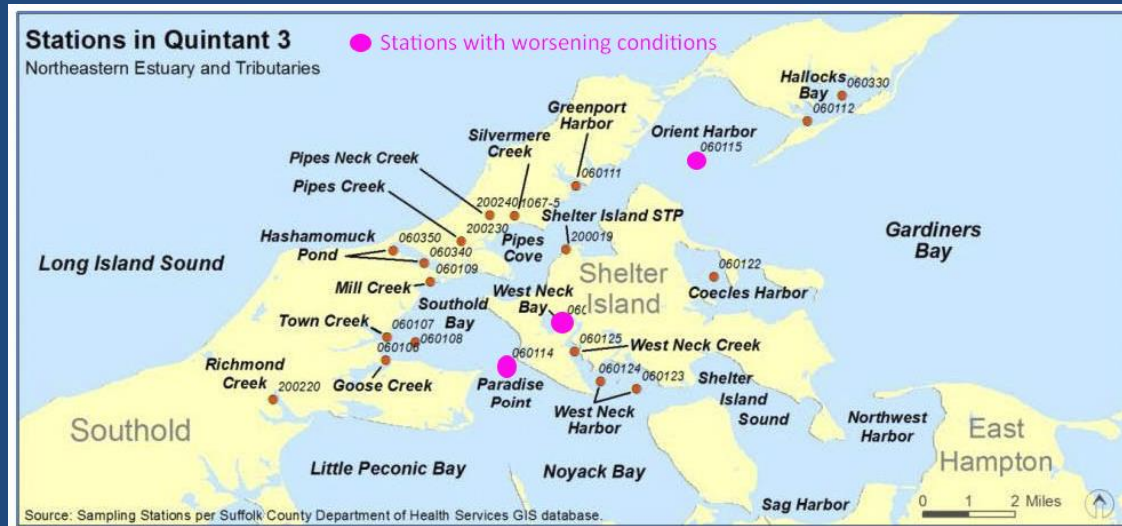 Stations in Quintant 3
Stations with worsening conditions
Northeastern Estuary and Tributaries
Hallocks
Bay
060330
060112
Greenport
Harbor
Orient Harbor
060115
Silvermere
Creek
Pipes Neck Creek
060111
Pipes Creek
200240
1067-5
Shelter Island STP
200230
Hashamomuck
Pond
060350
Pipes
Cove
200019
Gardiners
Bay
Long Island Sound
060340
060109
Shelter
Island
060122
Mill Creek
West Neck
Bay
Coecles Harbor
Southold
Bay
Town Creek
060107
060108
060125
West Neck Creek
060106
060114
Richmond
Creek
200220
Goose Creek
Paradise
Point
060124
060123
Shelter
Island
Sound
West Neck
Harbor
Northwest
Harbor
Southold
East
Hampton
Little Peconic Bay
Noyack Bay
Sag Harbor
0 1 2 Miles
Source: Sampling Stations per Suffolk County Department of Health Services GIS database.